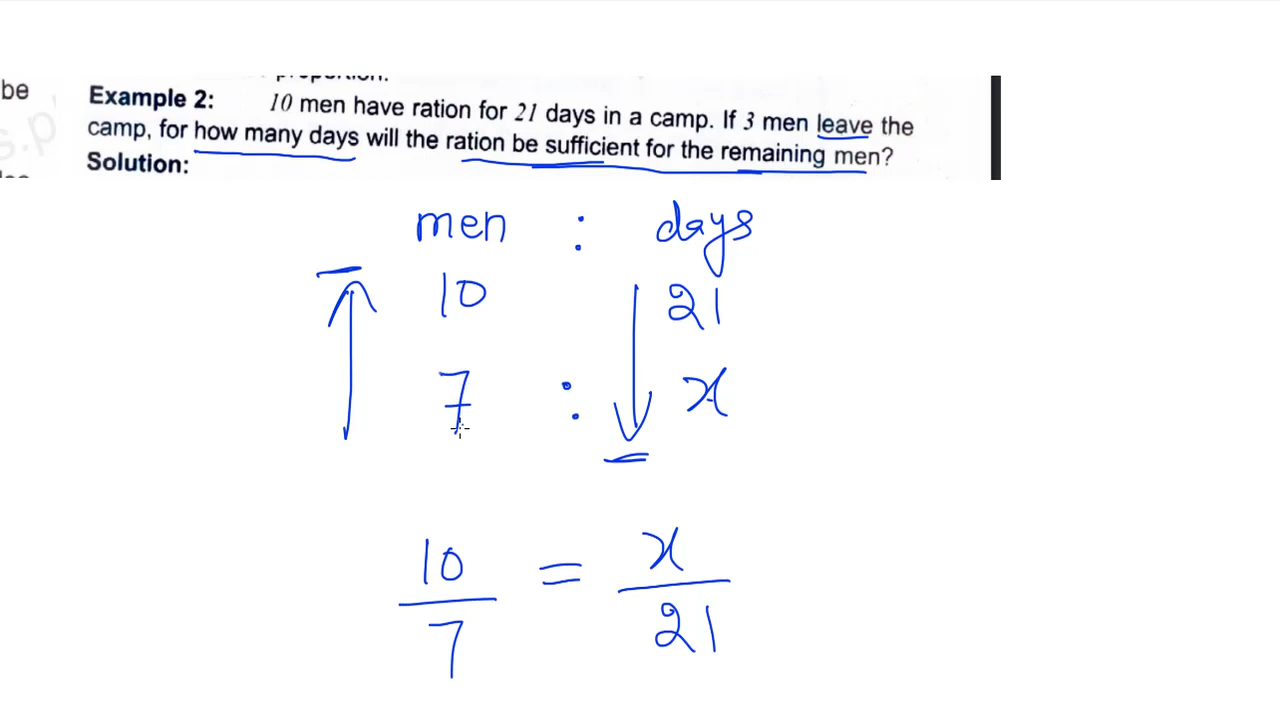 be
proportion.
Example 2: 10 men have ration for 21 days in a camp. If 3 men leave the
camp, for how many days will the ration be sufficient for the remaining men?
Solution:
s.p
men : days
10 21
7 : x
10 = x
7 21